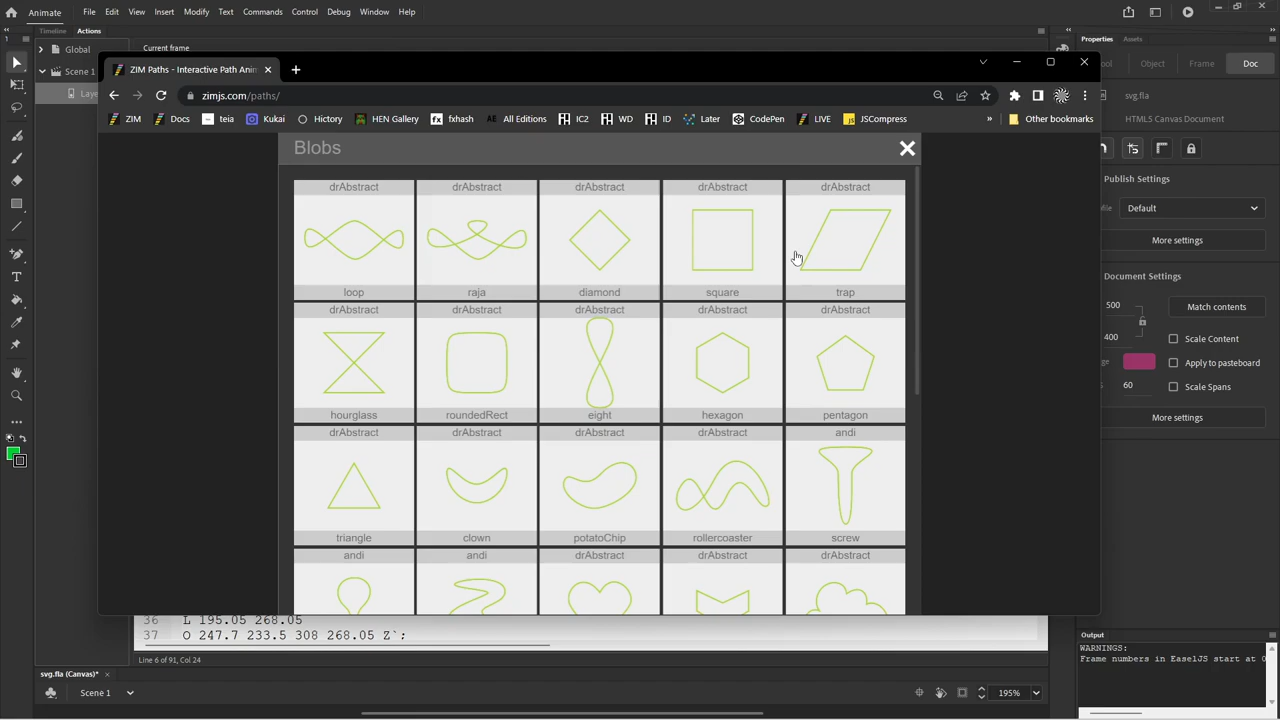 Animate
File Edit View Insert Modify Text Commands Control Debug Window Help
Timeline Actions
Properties Assets
Global
Current frame
Scene 1
Object Frame Doc
ZIM Paths - Interactive Path Anim
svg.fla
zimjs.com/paths/
HTML5 Canvas Document
ZIM Docs teia Kukai History HEN Gallery fxhash All Editions IC2 WD ID Later CodePen LIVE JSCompress » Other bookmarks
Blobs
Publish Settings
Default
More settings
Document Settings
500
400
Match contents
Scale Content
Apply to pasteboard
60
Scale Spans
More settings
drAbstract drAbstract drAbstract drAbstract drAbstract
loop raja diamond square trap
drAbstract drAbstract drAbstract drAbstract drAbstract
hourglass roundedRect eight hexagon pentagon
drAbstract drAbstract drAbstract drAbstract andi
triangle clown potatoChip rollercoaster screw
andi andi drAbstract drAbstract drAbstract
36 L 195.05 268.05
37 Q 247.7 233.5 308 268.05 Z`;
Line 6 of 91, Col 24
svg.fla (Canvas)*
Scene 1
195%
Output
WARNINGS:
Frame numbers in EaselJS start at 0